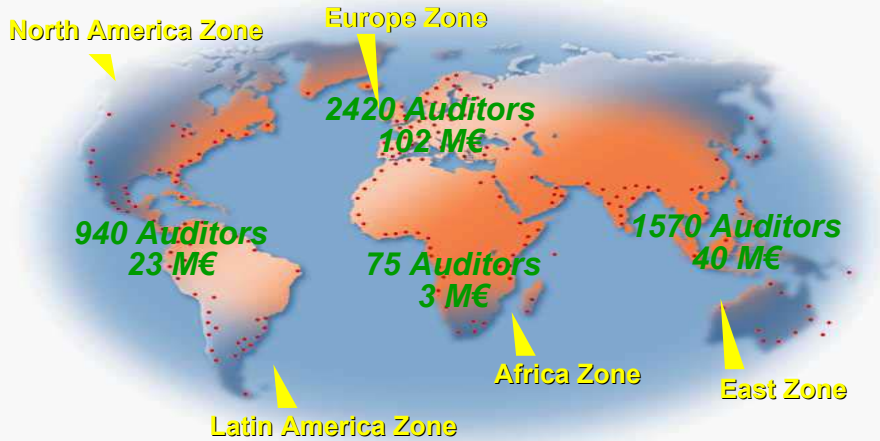 North America Zone
Europe Zone
2420 Auditors
102 M€
940 Auditors
23 M€
75 Auditors
3 M€
1570 Auditors
40 M€
Africa Zone
East Zone
Latin America Zone